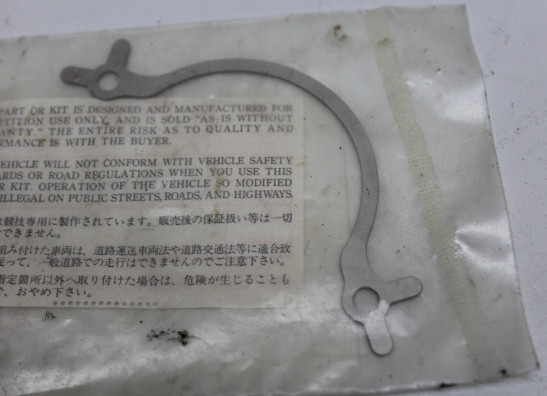 PART OR KIT IS DESIGNED AND MANUFACTURED FOR
TITION USE ONLY, AND IS SOLD "AS-IS WITHOUT
ANTY." THE ENTIRE RISK AS TO QUALITY AND
RMANCE IS WITH THE BUYER.
EHICLE WILL NOT CONFORM WITH VEHICLE SAFETY
ARDS OR ROAD REGULATIONS WHEN YOU USE THIS
R KIT. OPERATION OF THE VEHICLE SO MODIFIED
ILLEGAL ON PUBLIC STREETS, ROADS, AND HIGHWAYS.
は競技専用に製作されています。販売後の保証扱い等は一切
できません。
組み付けた車両は、道路運送車両法や道路交通法等に適合致
従って、一般道路での走行はできませんのでご注意下さい。
指定箇所以外へ取り付けた場合は、危険が生じることも
で、おやめ下さい。